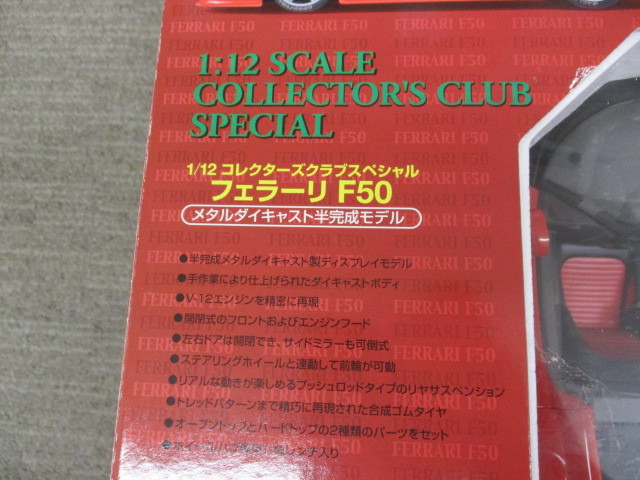 FERRARI F50 FERRARI F50 FERRARI F50
1:12 SCALE
COLLECTOR'S CLUB
SPECIAL
1/12 コレクターズクラブスペシャル
フェラーリ F50
メタルダイキャスト半完成モデル
●半完成メタルダイキャスト製ディスプレイモデル
●手作業により仕上げられたダイキャストボディ
●V-12エンジンを精密に再現
●開閉式のフロントおよびエンジンフード
●左右ドアは開閉でき、サイドミラーも可倒式
●ステアリングホイールと連動して前輪が可動
●リアルな動きが楽しめるプッシュロッドタイプのリヤサスペンション
●トレッドパターンまで精巧に再現された合成ゴムタイヤ
●オープントップとハードトップの2種類のパーツをセット
レンチ入り